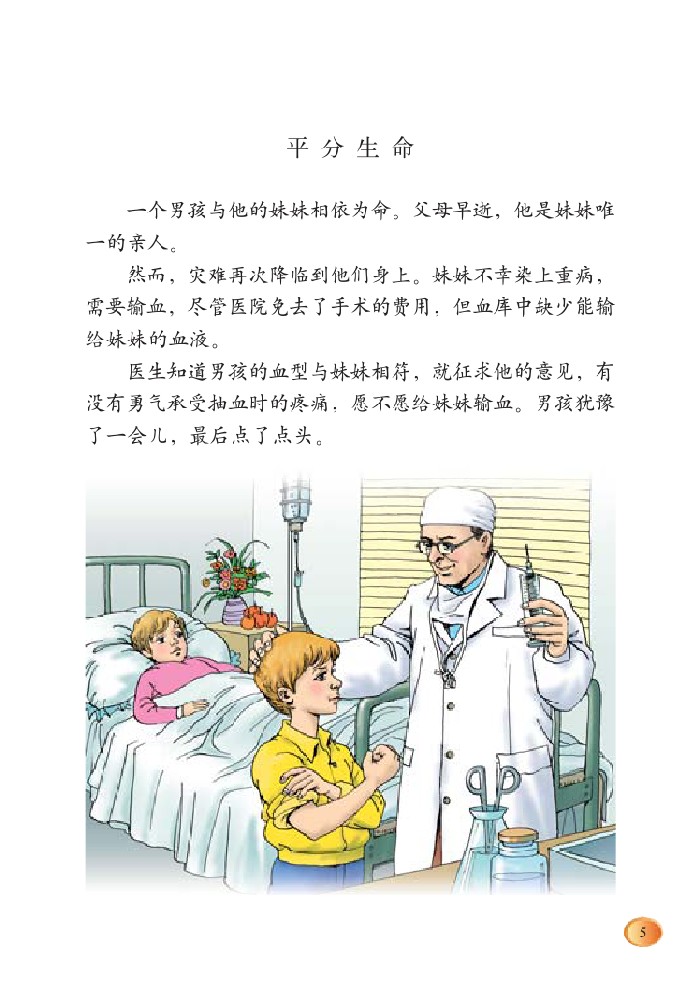 平分生命
一个男孩与他的妹妹相依为命。父母早逝，他是妹妹唯
一的亲人。
然而，灾难再次降临到他们身上。妹妹不幸染上重病，
需要输血，尽管医院免去了手术的费用，但血库中缺少能输
给妹妹的血液。
医生知道男孩的血型与妹妹相符，就征求他的意见，有
没有勇气承受抽血时的疼痛，愿不愿给妹妹输血。男孩犹豫
了一会儿，最后点了点头。
5